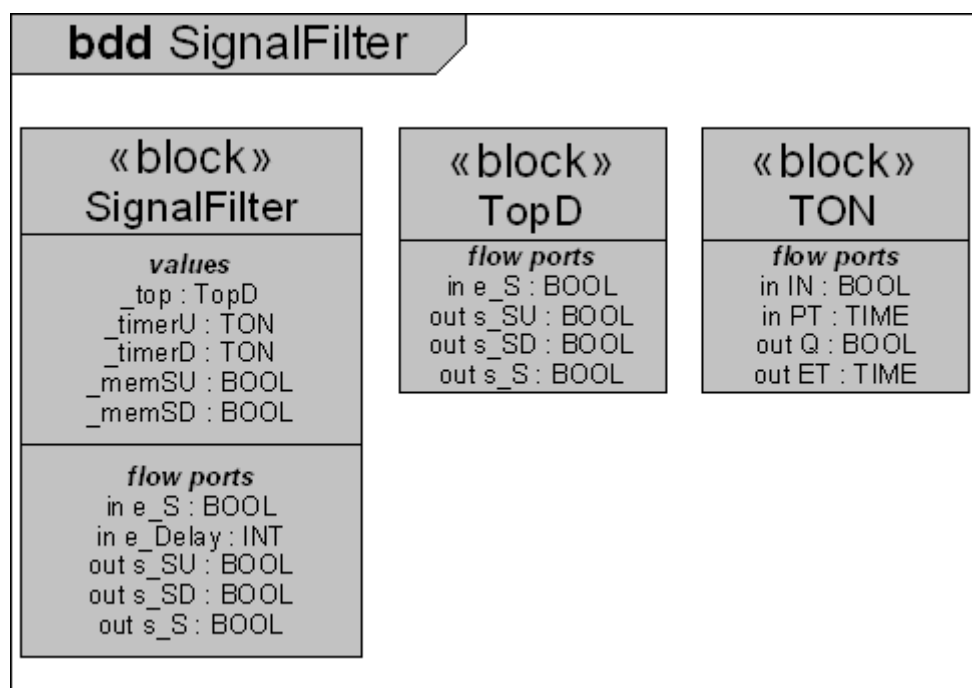 bdd SignalFilter
«block»
SignalFilter
values
_top : TopD
_timerU : TON
_timerD : TON
_memSU : BOOL
_memSD : BOOL
flow ports
in e_S : BOOL
in e_Delay : INT
out s_SU : BOOL
out s_SD : BOOL
out s_S : BOOL
«block»
TopD
flow ports
in e_S : BOOL
out s_SU : BOOL
out s_SD : BOOL
out s_S : BOOL
«block»
TON
flow ports
in IN : BOOL
in PT : TIME
out Q : BOOL
out ET : TIME